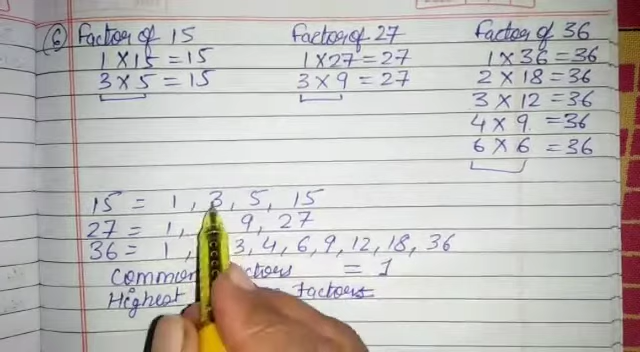 6 Factor of 15 Factor of 27 Factor of 36
1 X 15 = 15 1 X 27 = 27 1 X 36 = 36
3 X 5 = 15 3 X 9 = 27 2 X 18 = 36
3 X 12 = 36
4 X 9 = 36
6 X 6 = 36
15 = 1, 3, 5, 15
27 = 1, 9, 27
36 = 1, 3, 4, 6, 9, 12, 18, 36
Common = 1
Highest Factors